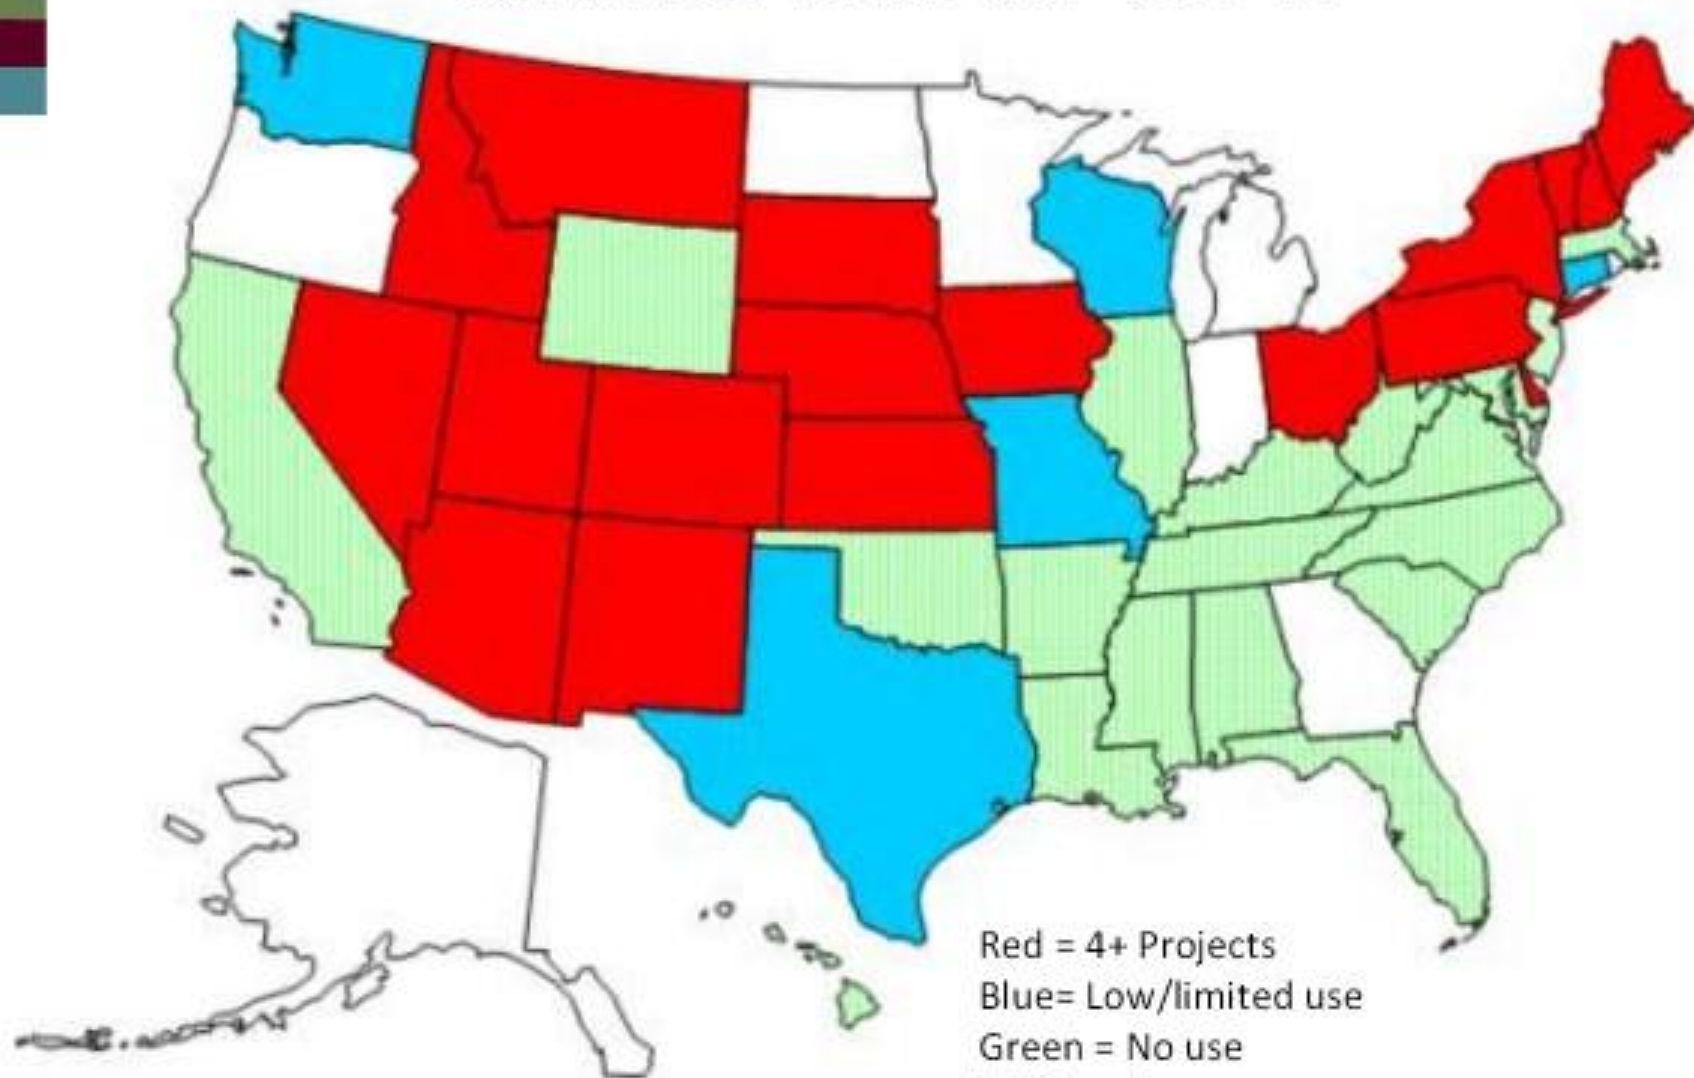 Red = 4+ Projects
Blue= Low/limited use
Green = No use